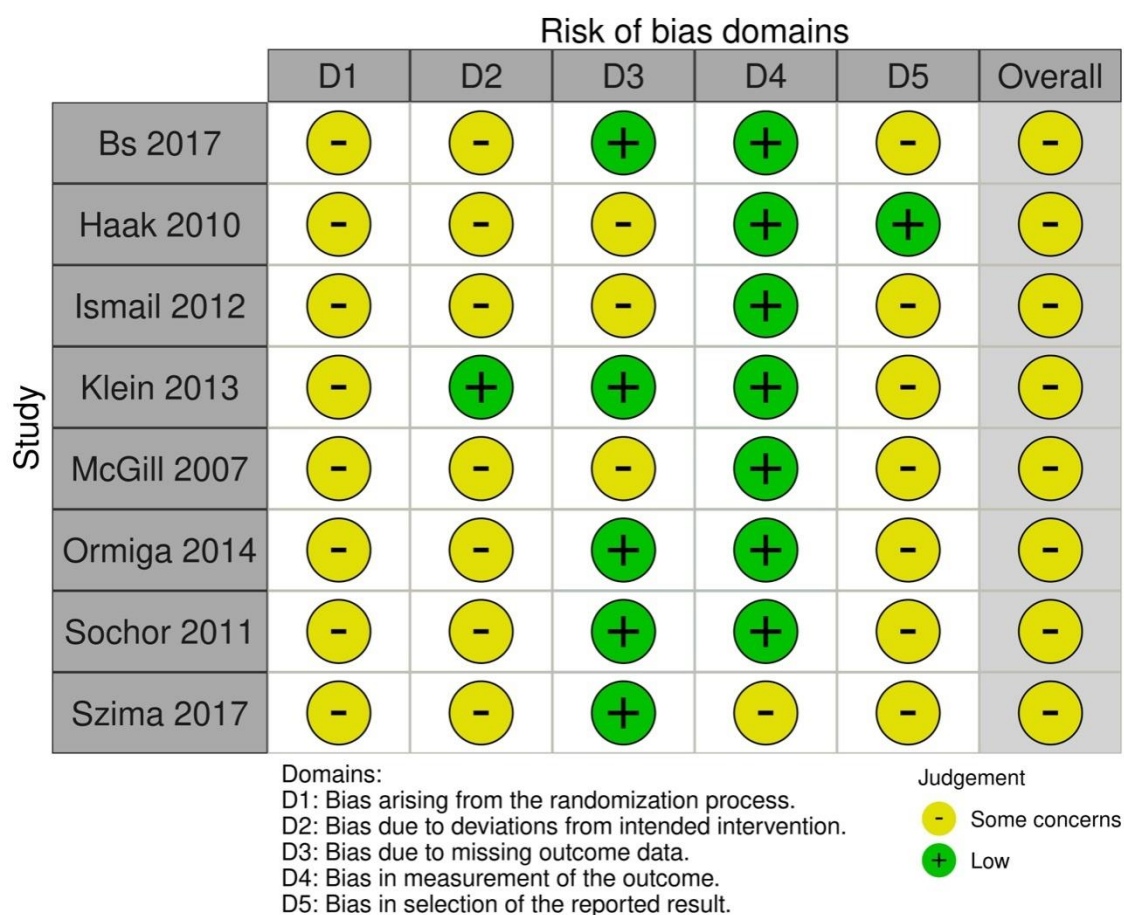 Risk of bias domains
D1 D2 D3 D4 D5 Overall
Study
Bs 2017 - - + + - -
Haak 2010 - - - + + -
Ismail 2012 - - - + - -
Klein 2013 - + + + - -
McGill 2007 - - - + - -
Ormiga 2014 - - + + - -
Sochor 2011 - - + + - -
Szima 2017 - - + - - -
Domains:
D1: Bias arising from the randomization process.
D2: Bias due to deviations from intended intervention.
D3: Bias due to missing outcome data.
D4: Bias in measurement of the outcome.
D5: Bias in selection of the reported result.
Judgement
- Some concerns
+ Low